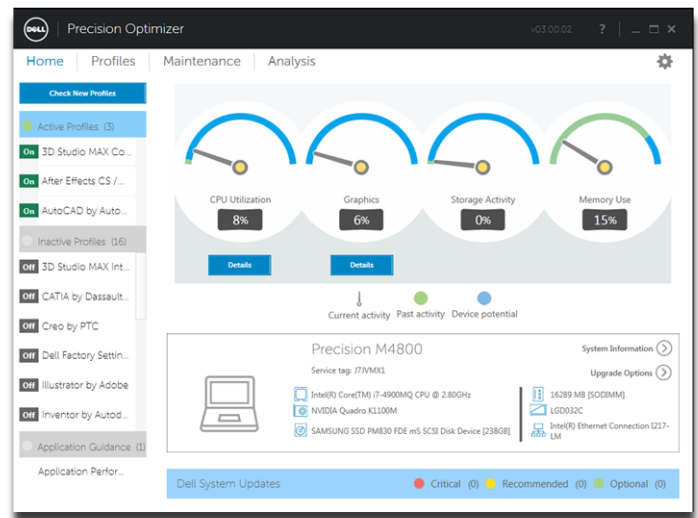 DELL
Precision Optimizer
v03.00.02
?
Home
Profiles
Maintenance
Analysis
Check New Profiles
Active Profiles (3)
On 3D Studio MAX Co...
On After Effects CS /...
On AutoCAD by Auto...
Inactive Profiles (16)
Off 3D Studio MAX Int...
Off CATIA by Dassault...
Off Creo by PTC
Off Dell Factory Settin...
Off Illustrator by Adobe
Off Inventor by Autod...
Application Guidance (1)
Application Perfor...
CPU Utilization
8%
Details
Graphics
6%
Details
Storage Activity
0%
Memory Use
15%
Current activity
Past activity
Device potential
Precision M4800
Service tag: J7JVMX1
Intel(R) Core(TM) i7-4900MQ CPU @ 2.80GHz
NVIDIA Quadro K1100M
SAMSUNG SSD PM830 FDE mS SCSI Disk Device [238GB]
System Information
Upgrade Options
16289 MB [SODIMM]
LGD032C
Intel(R) Ethernet Connection I217-
LM
Dell System Updates
Critical (0)
Recommended (0)
Optional (0)